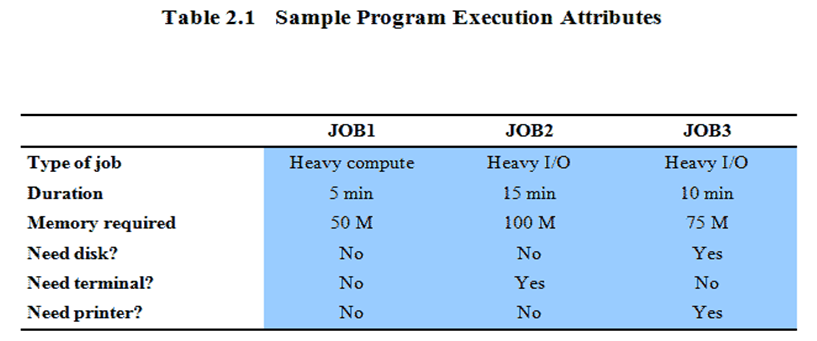 Table 2.1 Sample Program Execution Attributes
JOB1 JOB2 JOB3
Type of job Heavy compute Heavy I/O Heavy I/O
Duration 5 min 15 min 10 min
Memory required 50 M 100 M 75 M
Need disk? No No Yes
Need terminal? No Yes No
Need printer? No No Yes